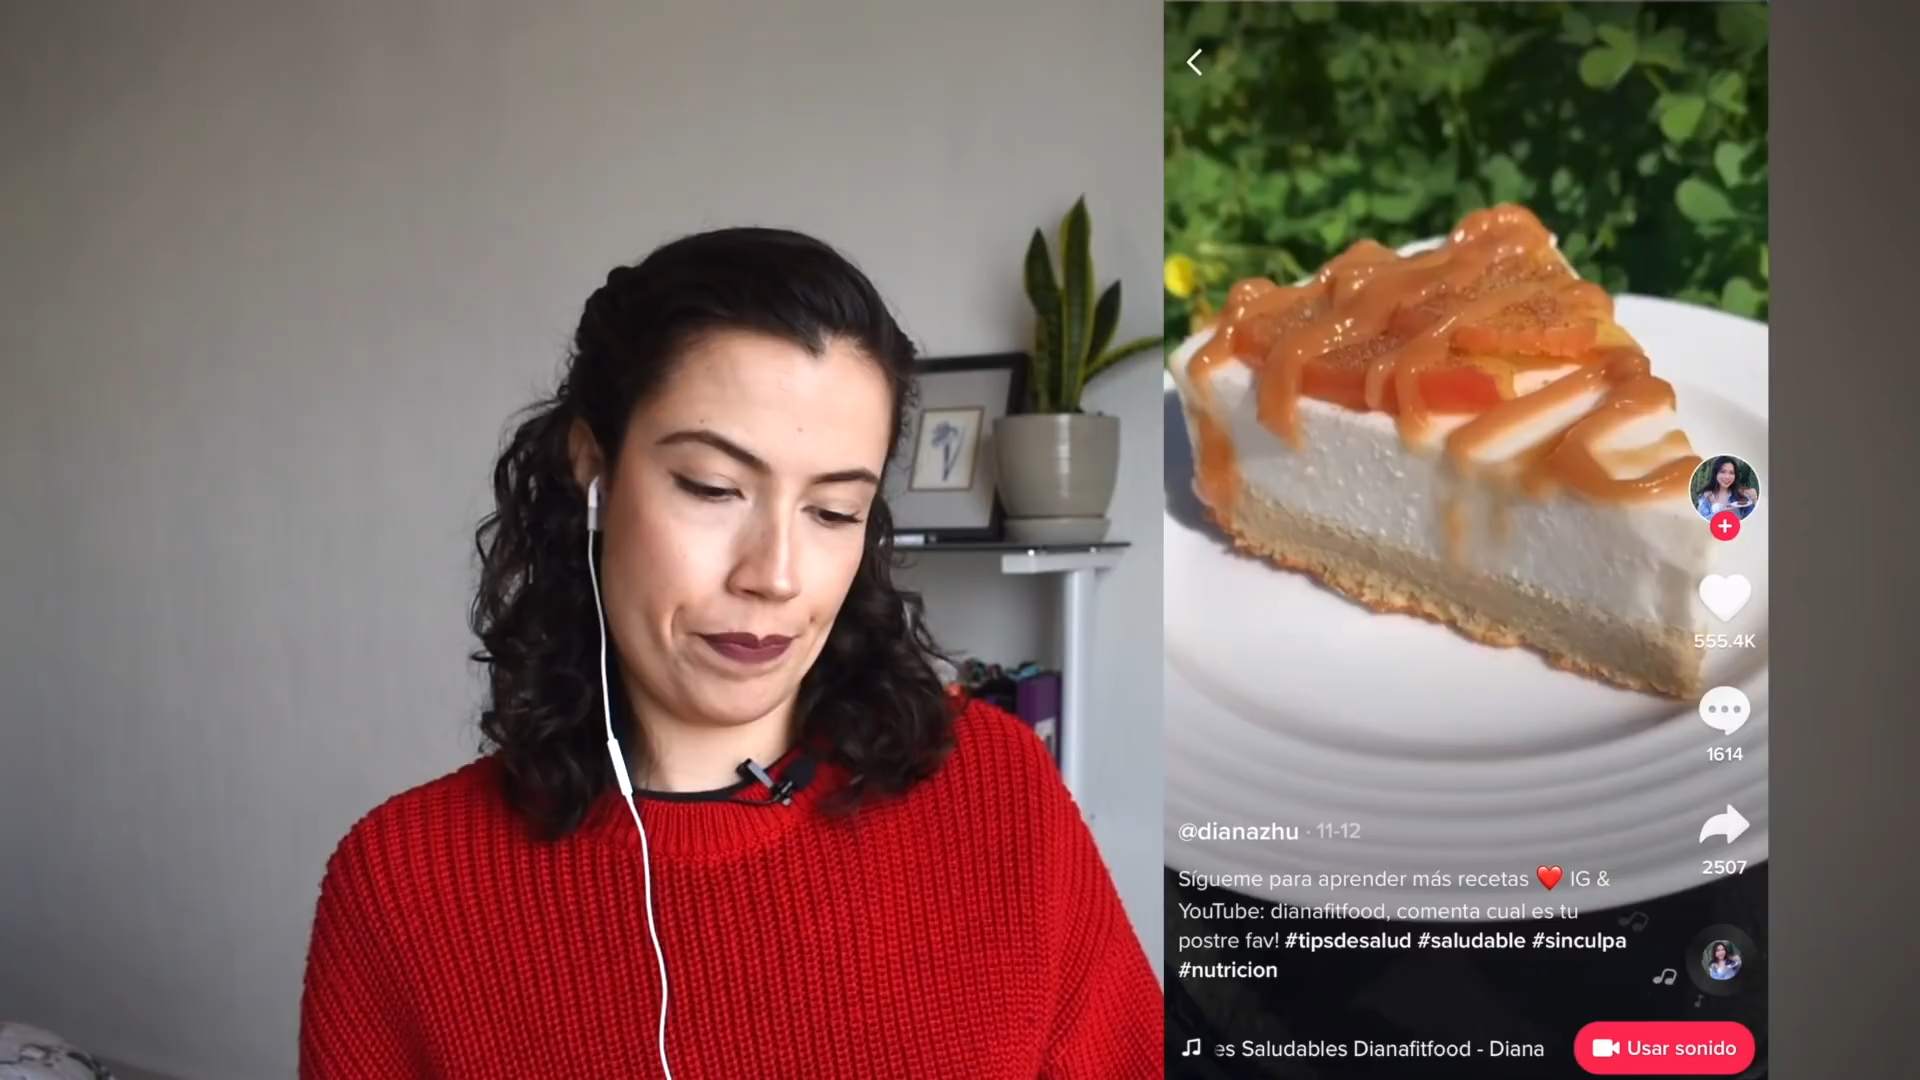 555.4K
1614
2507
@dianazhu · 11-12
Sígueme para aprender más recetas ❤️ IG &
YouTube: dianafitfood, comenta cual es tu
postre fav! #tipsdesalud #saludable #sinculpa
#nutricion
es Saludables Dianafitfood - Diana
Usar sonido